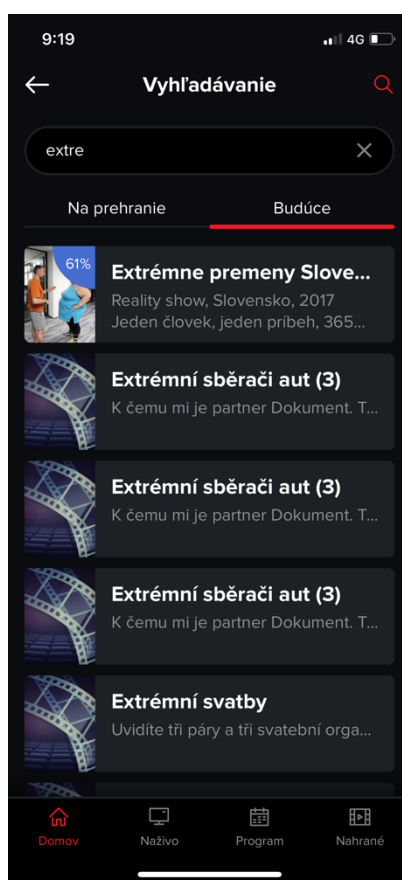 9:19
4G
Vyhľadávanie
extre
Na prehranie
Budúce
61%
Extrémne premeny Slove...
Reality show, Slovensko, 2017
Jeden človek, jeden príbeh, 365...
Extrémní sběrači aut (3)
K čemu mi je partner Dokument. T...
Extrémní sběrači aut (3)
K čemu mi je partner Dokument. T...
Extrémní sběrači aut (3)
K čemu mi je partner Dokument. T...
Extrémní svatby
Uvidíte tři páry a tři svatební orga...
Domov
Naživo
Program
Nahrané